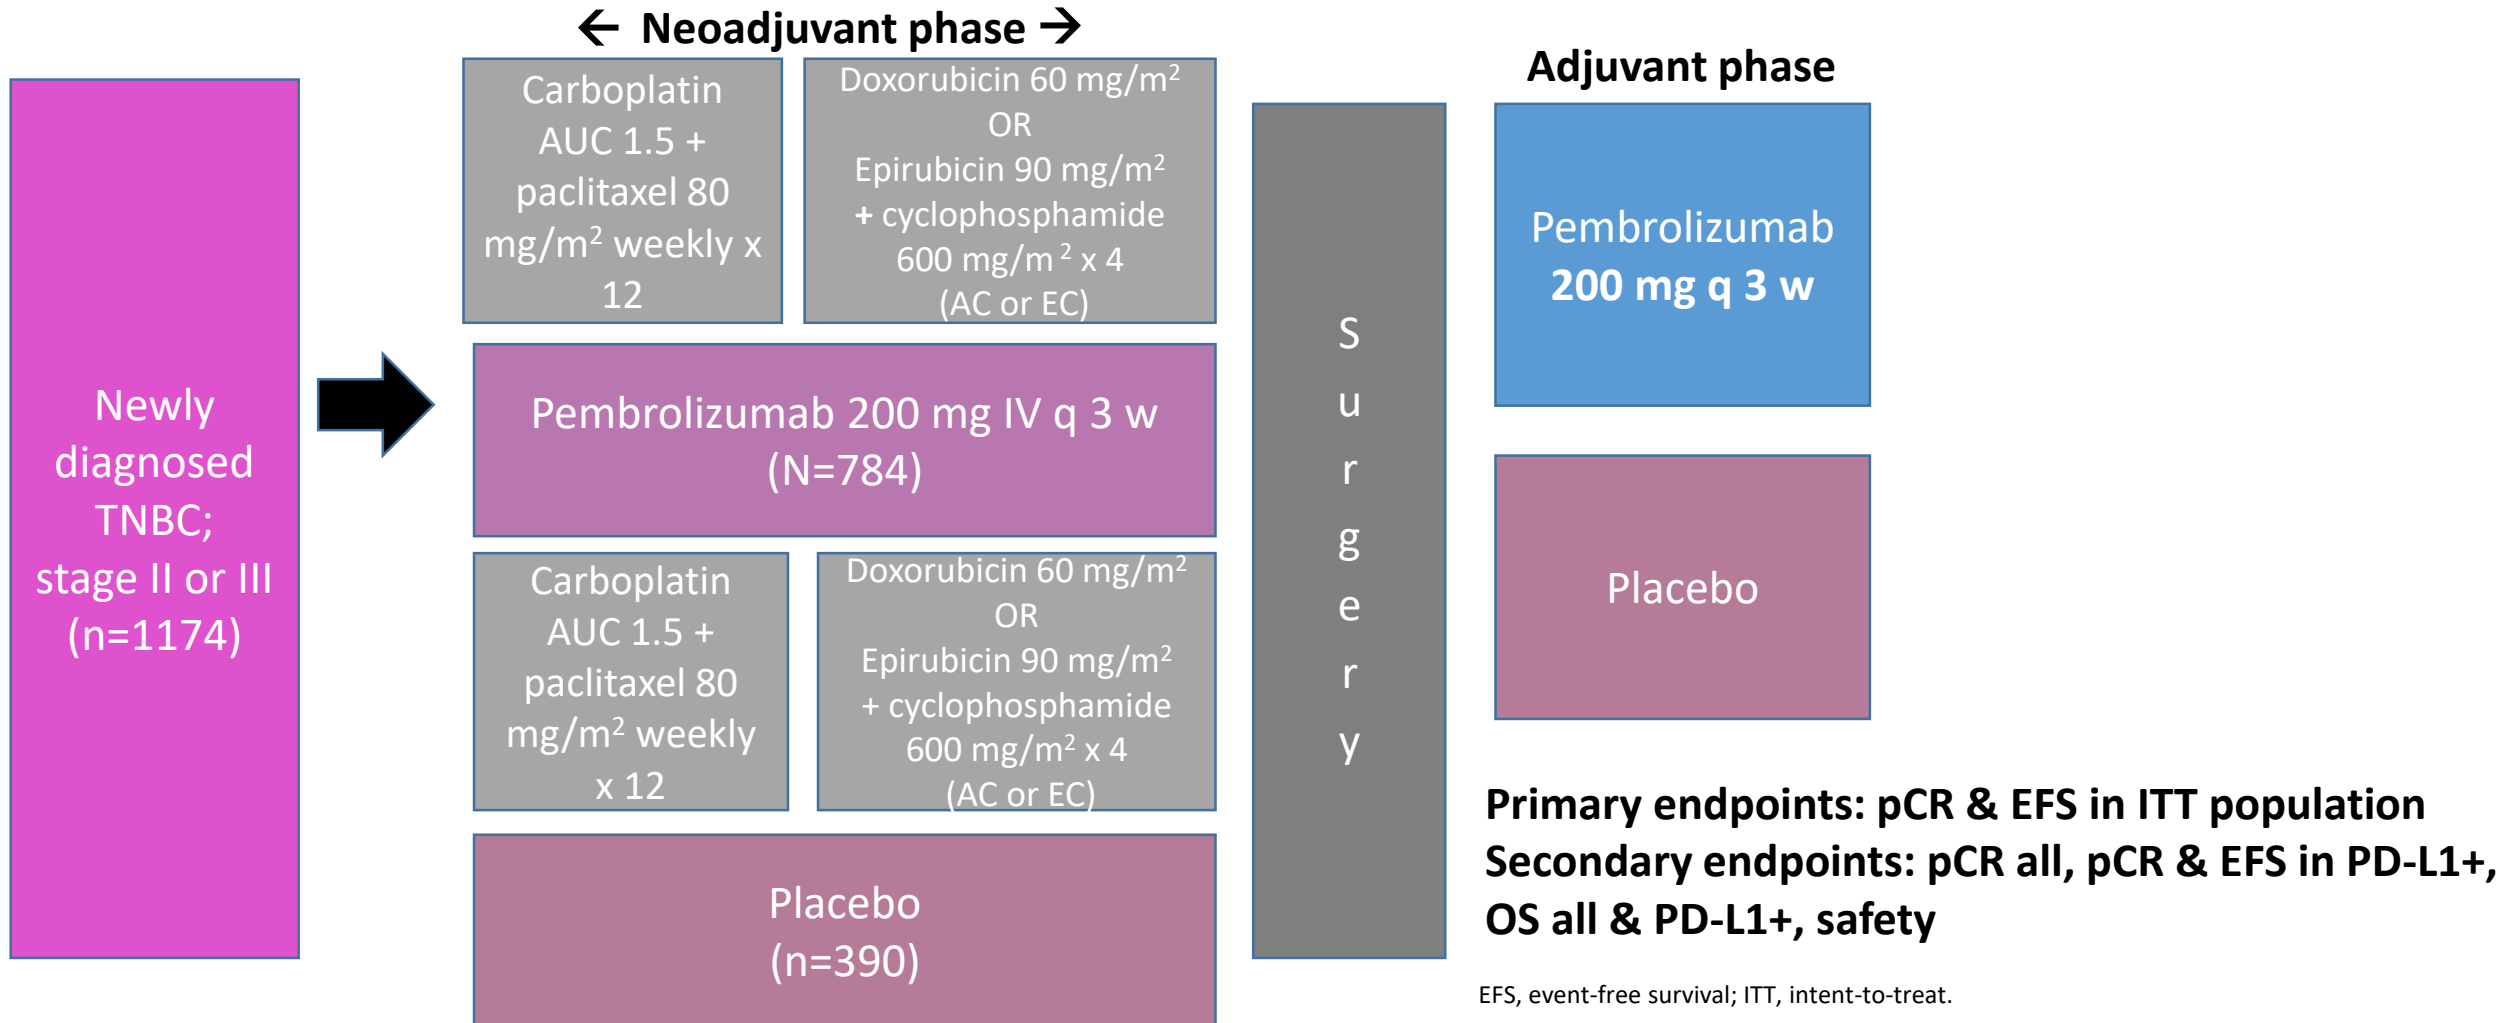 ← Neoadjuvant phase →
Adjuvant phase
Newly
diagnosed
TNBC;
stage II or III
(n=1174)
Carboplatin
AUC 1.5 +
paclitaxel 80
mg/m² weekly x
12
Doxorubicin 60 mg/m²
OR
Epirubicin 90 mg/m²
+ cyclophosphamide
600 mg/m ² x 4
(AC or EC)
Pembrolizumab 200 mg IV q 3 w
(N=784)
Carboplatin
AUC 1.5 +
paclitaxel 80
mg/m² weekly
x 12
Doxorubicin 60 mg/m²
OR
Epirubicin 90 mg/m²
+ cyclophosphamide
600 mg/m² x 4
(AC or EC)
Placebo
(n=390)
S
u
r
g
e
r
y
Pembrolizumab
200 mg q 3 w
Placebo
Primary endpoints: pCR & EFS in ITT population
Secondary endpoints: pCR all, pCR & EFS in PD-L1+,
OS all & PD-L1+, safety
EFS, event-free survival; ITT, intent-to-treat.